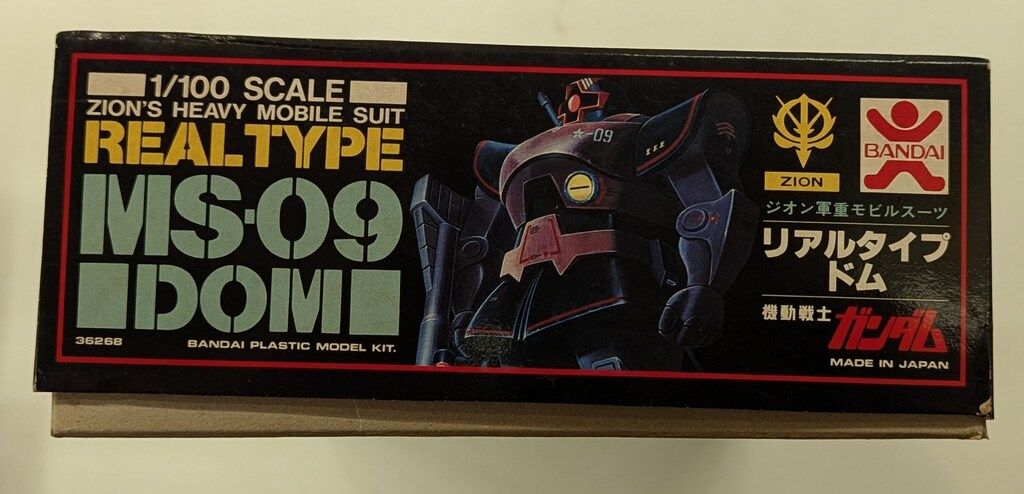 1/100 SCALE
ZION'S HEAVY MOBILE SUIT
REALTYPE
MS-09
DOM
36268
BANDAI PLASTIC MODEL KIT.
★-09
ZION
BANDAI
ジオン軍重モビルスーツ
リアルタイプ
ドム
機動戦士
ガンダム
MADE IN JAPAN